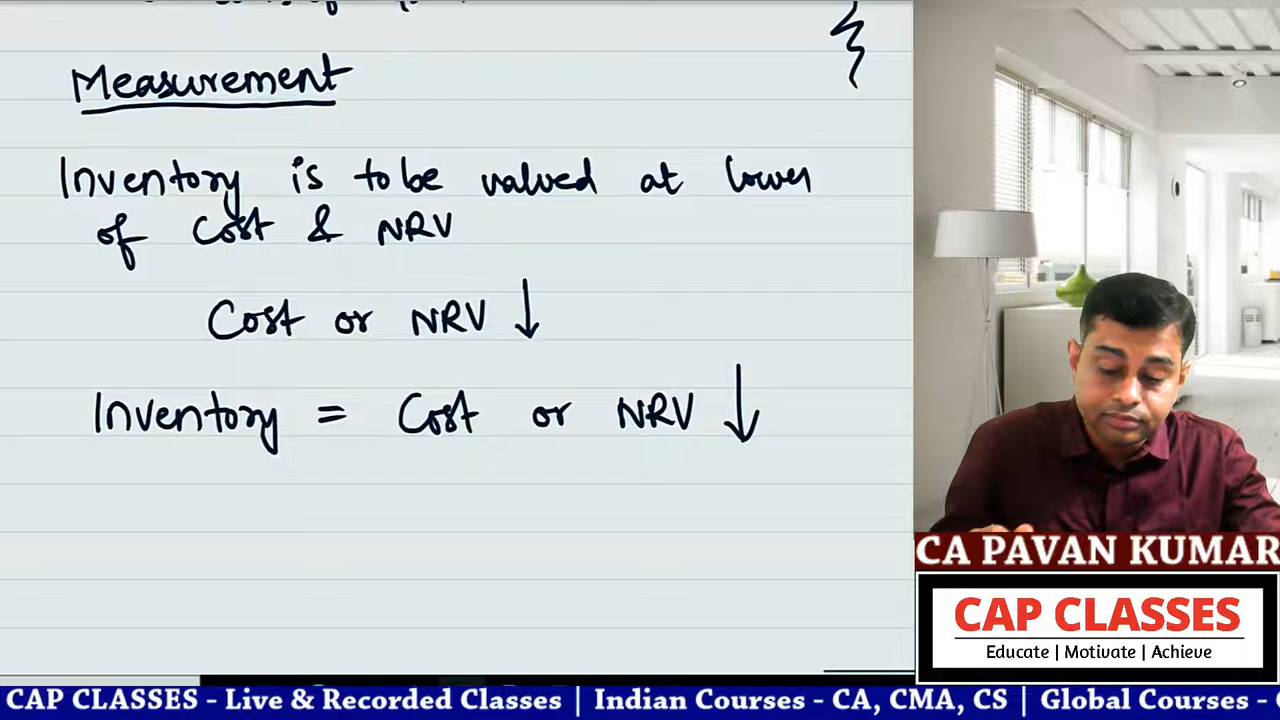 Measurement
Inventory is to be valued at lower
of Cost & NRV
Cost or NRV ↓
Inventory = Cost or NRV ↓
CA PAVAN KUMAR
CAP CLASSES
Educate | Motivate | Achieve
CAP CLASSES - Live & Recorded Classes | Indian Courses - CA, CMA, CS | Global Courses -